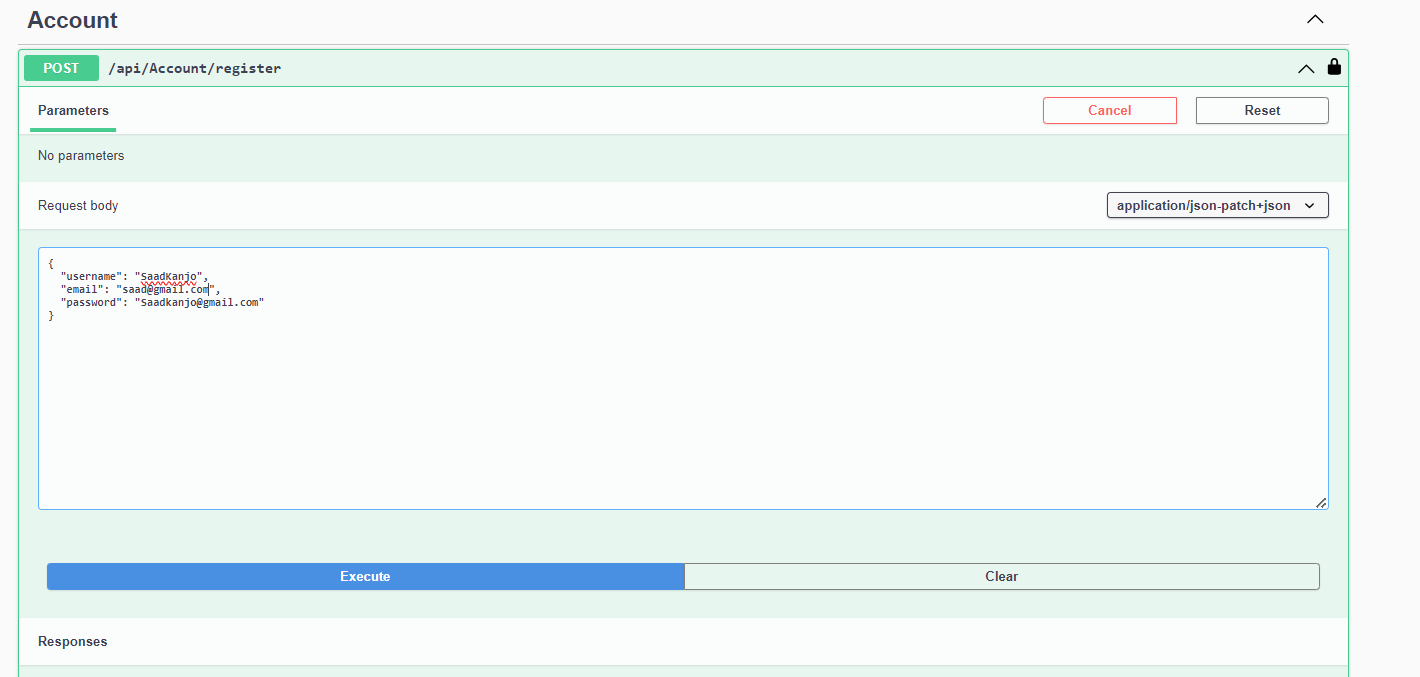 Account
POST /api/Account/register
Parameters
Cancel
Reset
No parameters
Request body
application/json-patch+json
{
"username": "SaadKanjo",
"email": "saad@gmail.com",
"password": "Saadkanjo@gmail.com"
}
Execute
Clear
Responses